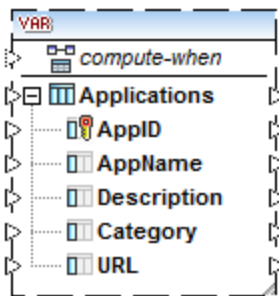 VAR
compute-when
Applications
AppID
AppName
Description
Category
URL